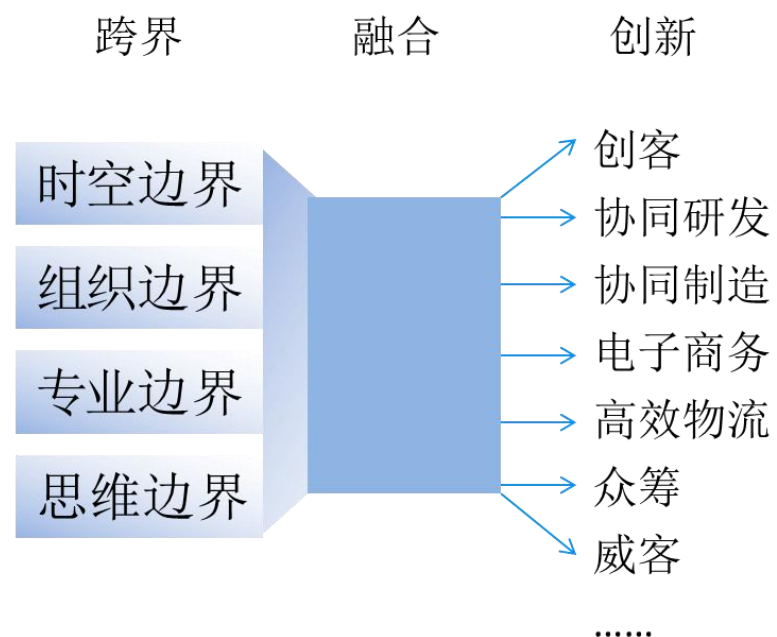 跨界 融合 创新
时空边界
组织边界
专业边界
思维边界
创客
协同研发
协同制造
电子商务
高效物流
众筹
威客
......